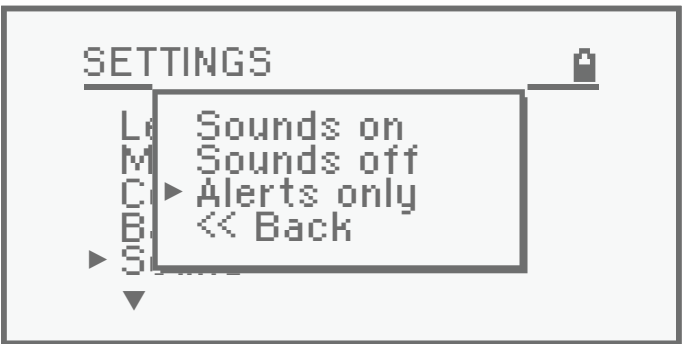 SETTINGS
Sounds on
Sounds off
Alerts only
<< Back